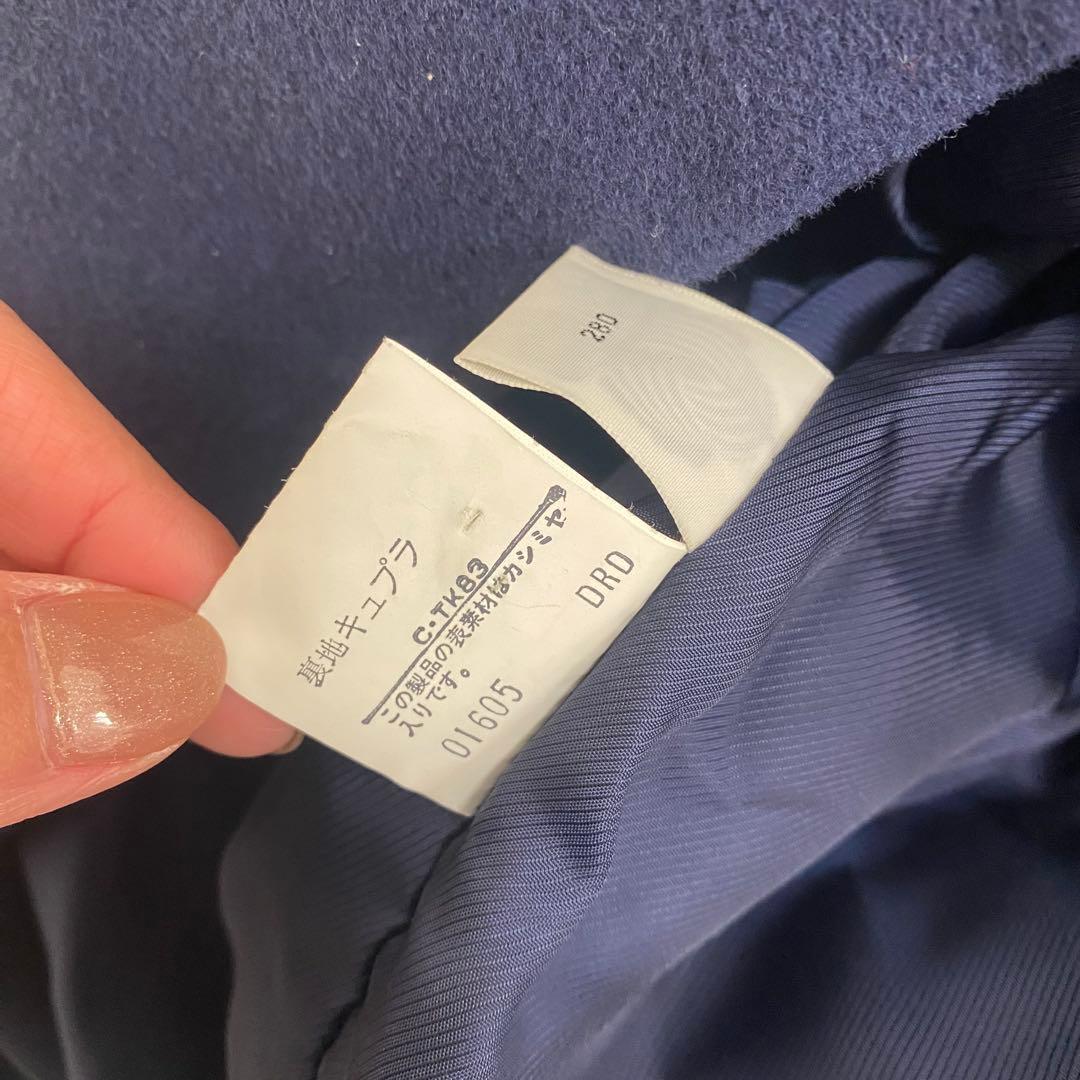 280
裏地キュプラ
C・TK83
この製品の表素材はカシミヤ
入りです。
01605 DRD